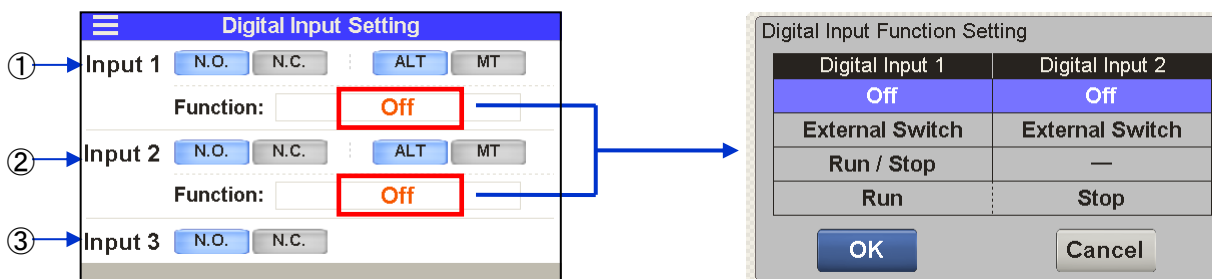 Digital Input Setting
① Input 1 N.O. N.C. ALT MT
Function: Off
② Input 2 N.O. N.C. ALT MT
Function: Off
③ Input 3 N.O. N.C.
Digital Input Function Setting
Digital Input 1 Digital Input 2
Off Off
External Switch External Switch
Run / Stop —
Run Stop
OK Cancel